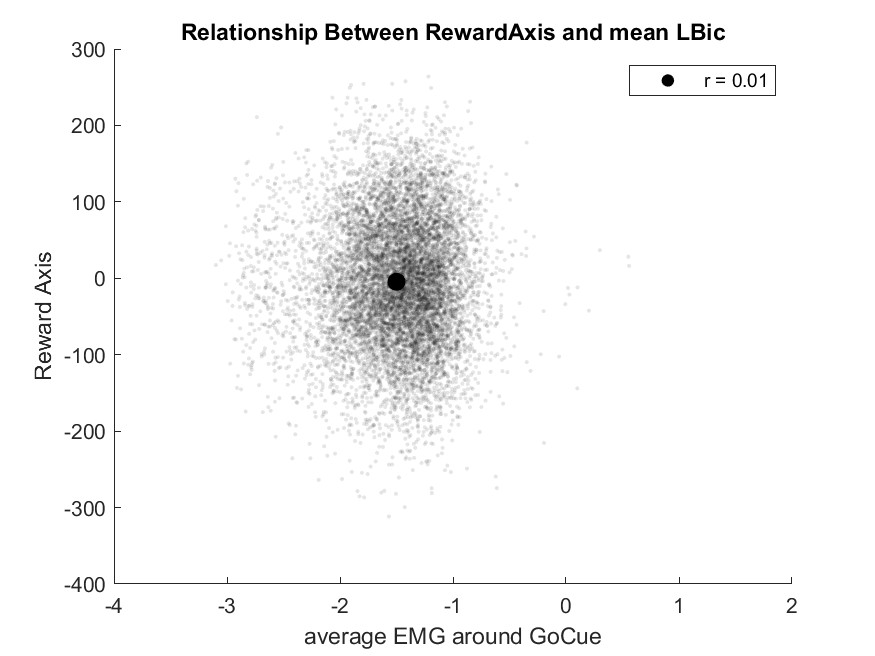 Relationship Between RewardAxis and mean LBic
r = 0.01
300
200
100
0
-100
-200
-300
-400
Reward Axis
-4 -3 -2 -1 0 1 2
average EMG around GoCue